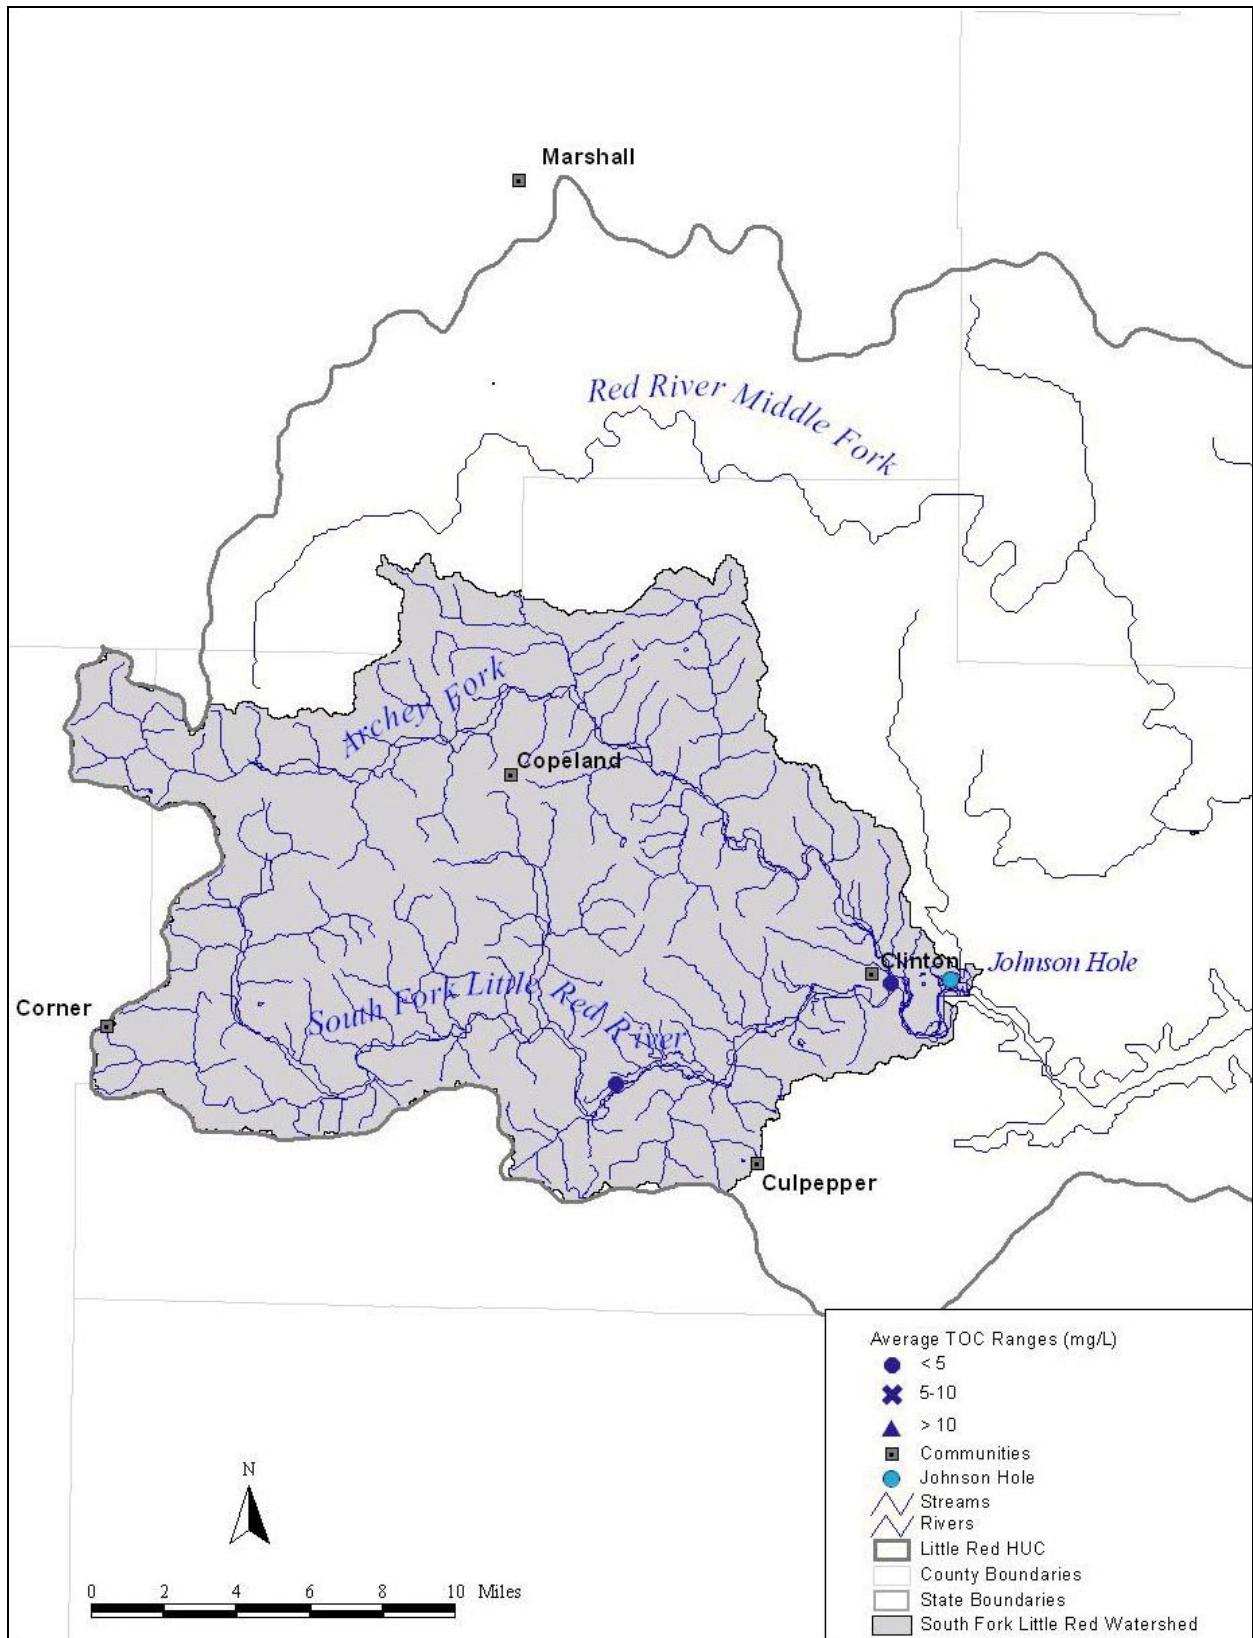 Marshall
Red River Middle Fork
Archey Fork
Copeland
Clinton
Johnson Hole
South Fork Little Red River
Corner
Culpepper
Average TOC Ranges (mg/L)
< 5
5-10
> 10
Communities
Johnson Hole
Streams
Rivers
Little Red HUC
County Boundaries
State Boundaries
South Fork Little Red Watershed
N
0 2 4 6 8 10 Miles